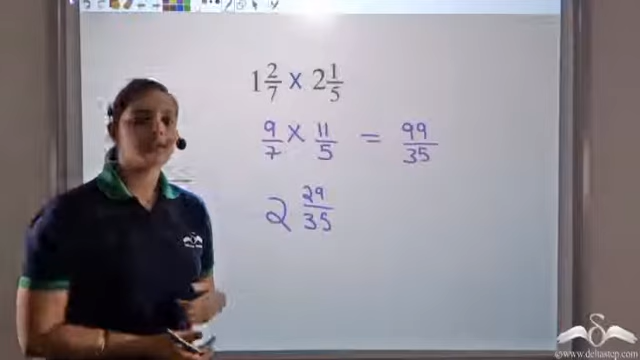 1 2/7 x 2 1/5
9/7 x 11/5 = 99/35
2 29/35
©www.deltastep.com